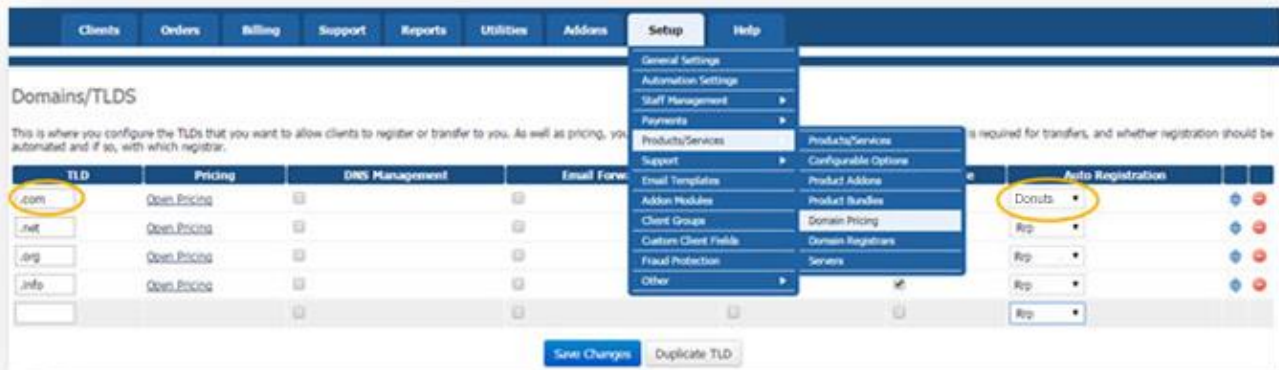 Clients Orders Billing Support Reports Utilities Addons Setup Help
General Settings
Automation Settings
Staff Management
Payments
Products/Services
Support
Email Templates
Addon Modules
Client Groups
Custom Client Fields
Fraud Protection
Other
Products/Services
Configurable Options
Product Addons
Product Bundles
Domain Pricing
Domain Registrars
Servers
Domains/TLDS
This is where you configure the TLDs that you want to allow clients to register or transfer to you. As well as pricing, you is required for transfers, and whether registration should be
automated and if so, with which registrar.
TLD Pricing DNS Management Email Forw e Auto Registration
.com Open Pricing Donuts
.net Open Pricing Rrp
.org Open Pricing Rrp
.info Open Pricing Rrp
Rrp
Save Changes Duplicate TLD